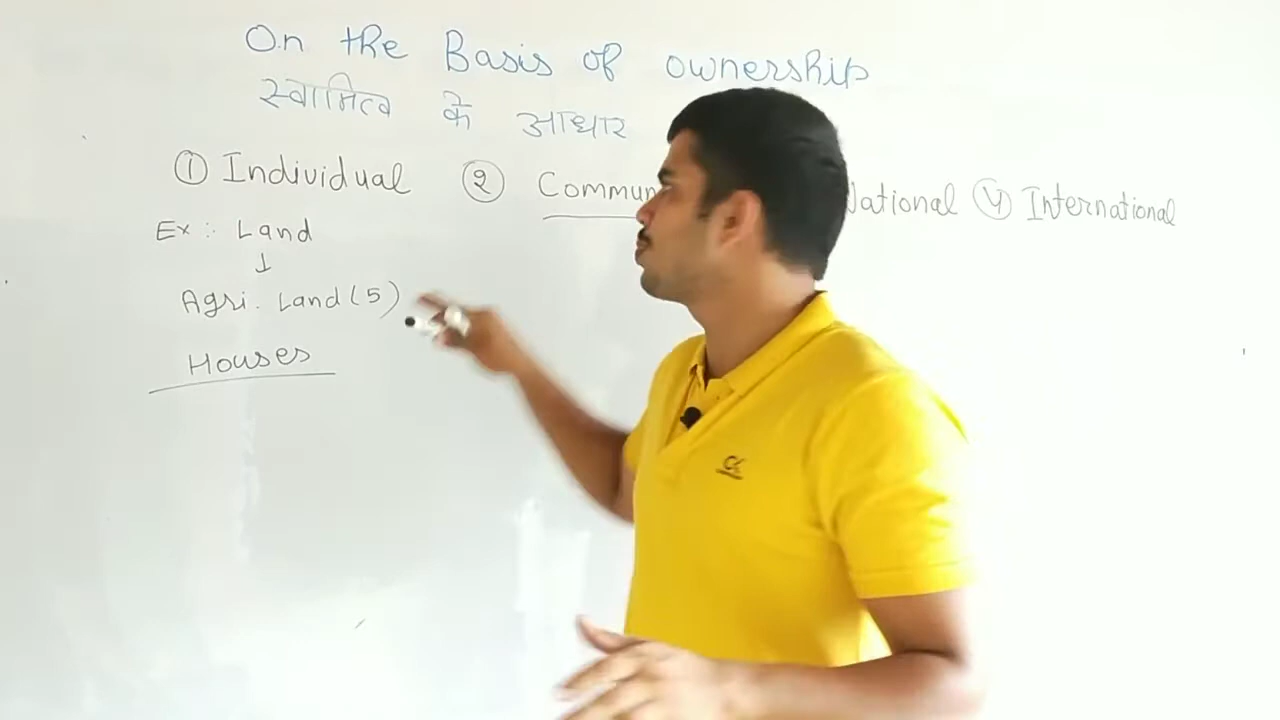 On the Basis of ownership
स्वामित्व के आधार
① Individual ② Commun National ④ International
Ex :- Land
↓
Agri. Land (5)
Houses
CK